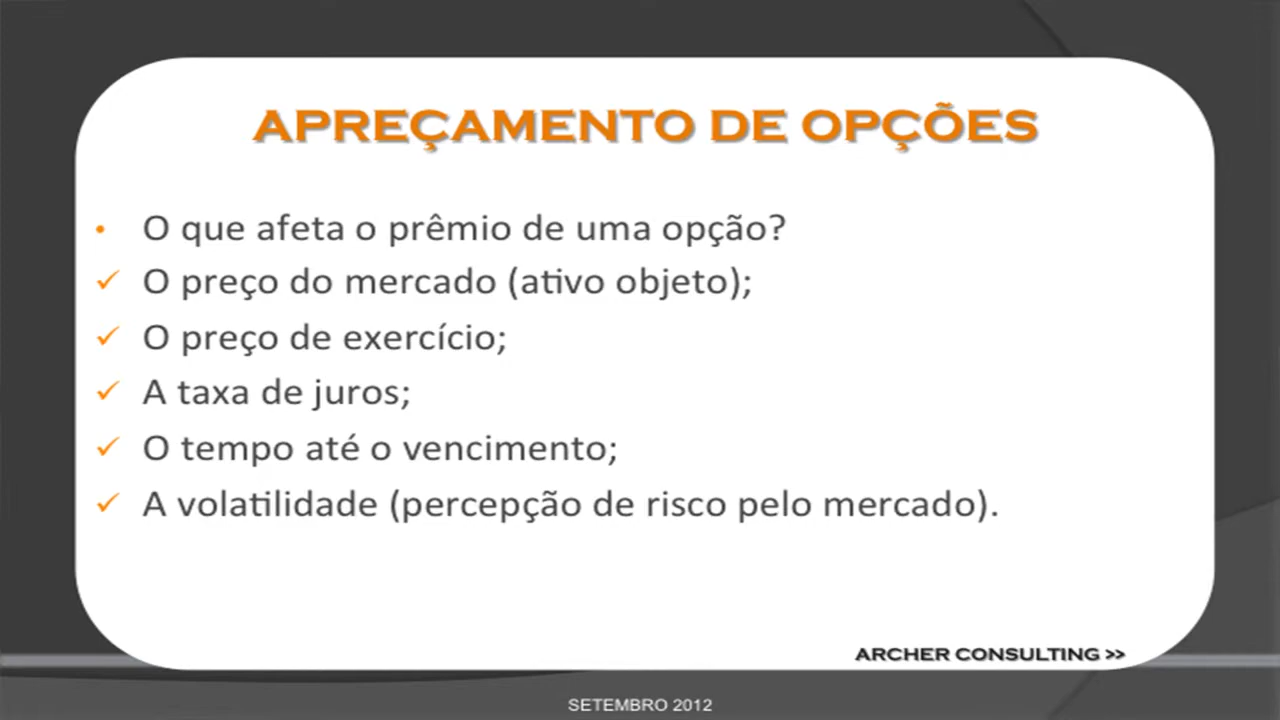 APREÇAMENTO DE OPÇÕES
• O que afeta o prêmio de uma opção?
✓ O preço do mercado (ativo objeto);
✓ O preço de exercício;
✓ A taxa de juros;
✓ O tempo até o vencimento;
✓ A volatilidade (percepção de risco pelo mercado).
ARCHER CONSULTING >>
SETEMBRO 2012